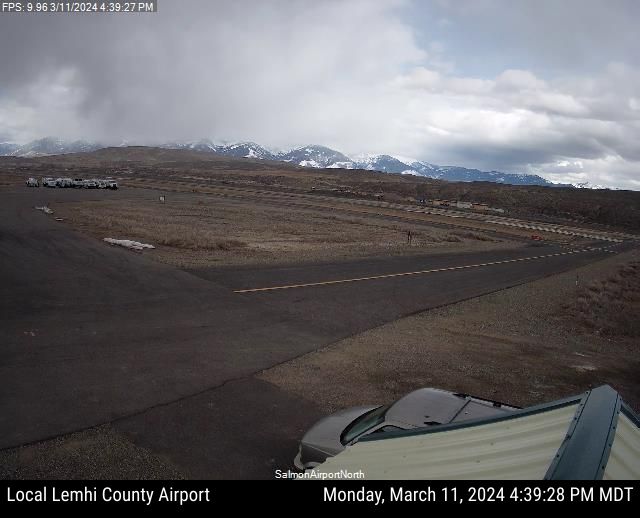 FPS: 9.96 3/11/2024 4:39:27 PM
SalmonAirportNorth
Local Lemhi County Airport
Monday, March 11, 2024 4:39:28 PM MDT